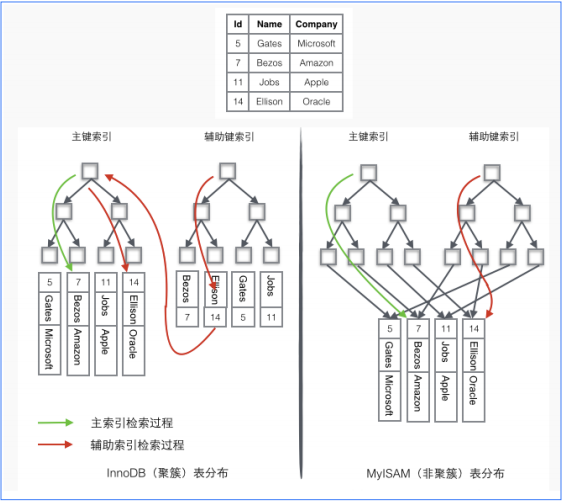 Id Name Company
5 Gates Microsoft
7 Bezos Amazon
11 Jobs Apple
14 Ellison Oracle
主键索引 辅助键索引 主键索引 辅助键索引
5 7 11 14
Gates Bezos Jobs Ellison
Microsoft Amazon Apple Oracle
Bezos Ellison Gates Jobs
7 14 5 11
5 7 11 14
Gates Bezos Jobs Ellison
Microsoft Amazon Apple Oracle
主索引检索过程
辅助索引检索过程
InnoDB（聚簇）表分布 MyISAM（非聚簇）表分布